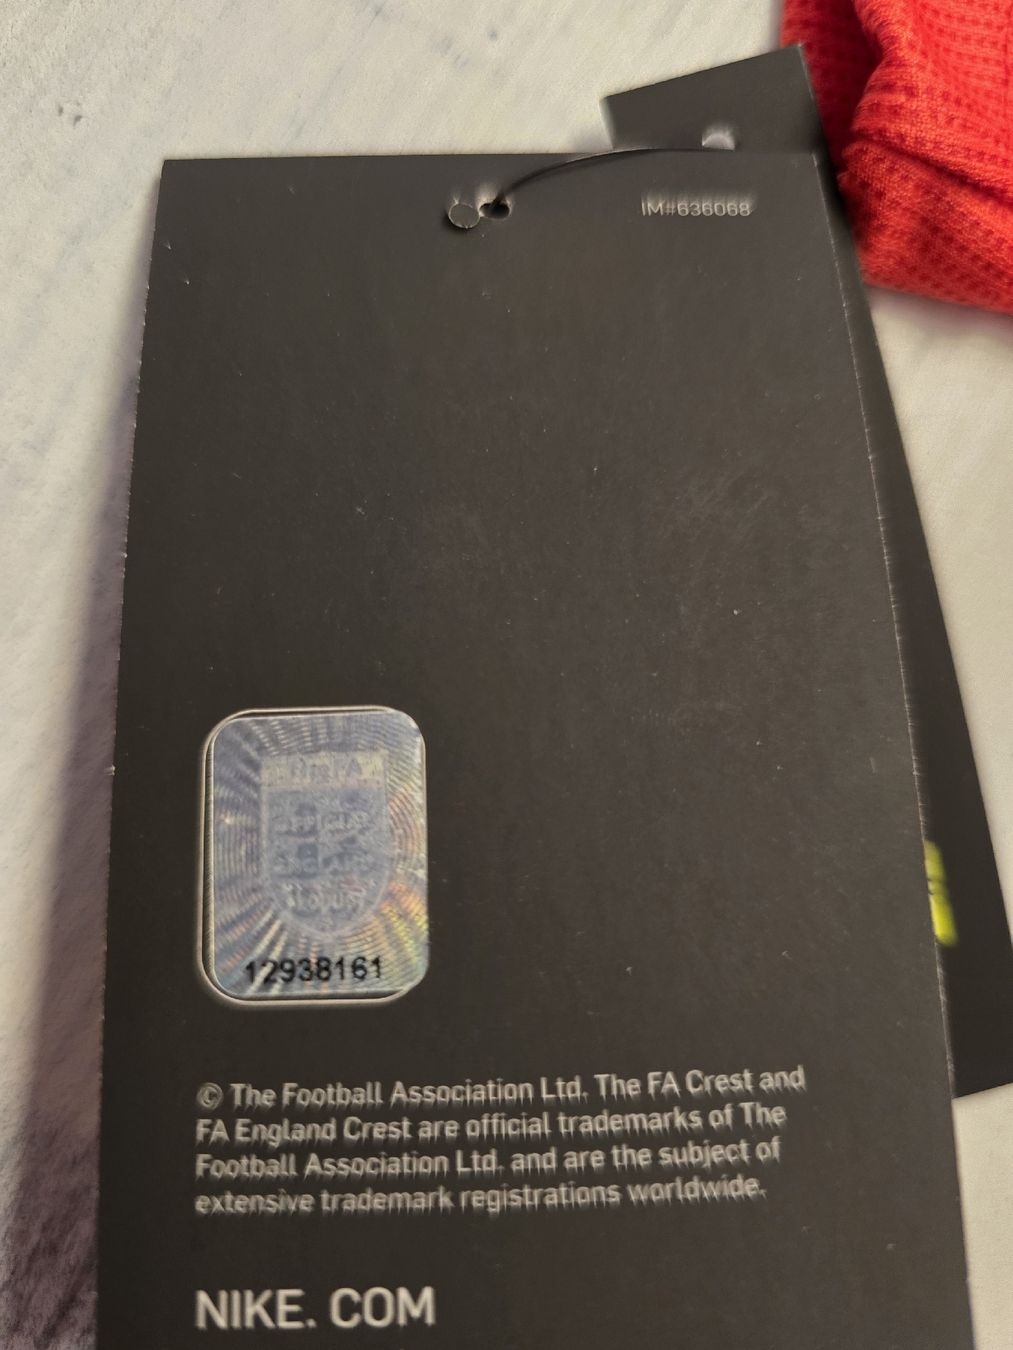 IM#636068
OFFICIAL
12938161
© The Football Association Ltd. The FA Crest and
FA England Crest are official trademarks of The
Football Association Ltd. and are the subject of
extensive trademark registrations worldwide.
NIKE. COM